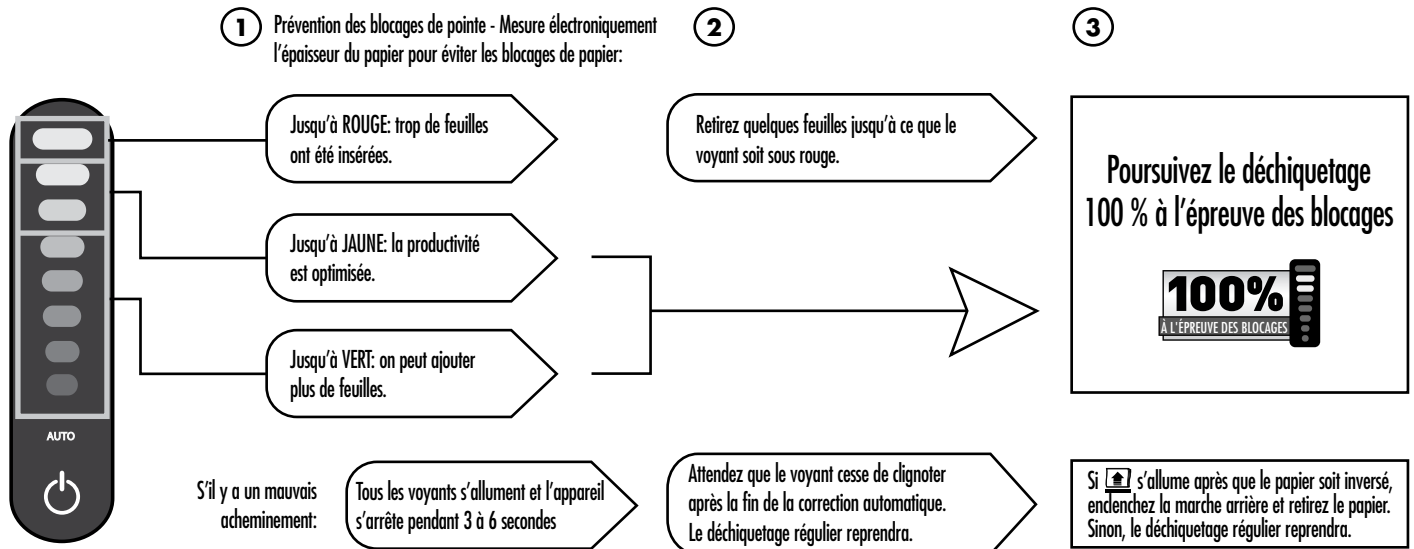 1
Prévention des blocages de pointe - Mesure électroniquement
l'épaisseur du papier pour éviter les blocages de papier:
2
3
Jusqu'à ROUGE: trop de feuilles
ont été insérées.
Retirez quelques feuilles jusqu'à ce que le
voyant soit sous rouge.
Poursuivez le déchiquetage
100 % à l'épreuve des blocages
Jusqu'à JAUNE: la productivité
est optimisée.
100%
À L'ÉPREUVE DES BLOCAGES
Jusqu'à VERT: on peut ajouter
plus de feuilles.
AUTO
S'il y a un mauvais
acheminement:
Tous les voyants s'allument et l'appareil
s'arrête pendant 3 à 6 secondes
Attendez que le voyant cesse de clignoter
après la fin de la correction automatique.
Le déchiquetage régulier reprendra.
Si s'allume après que le papier soit inversé,
enclenchez la marche arrière et retirez le papier.
Sinon, le déchiquetage régulier reprendra.